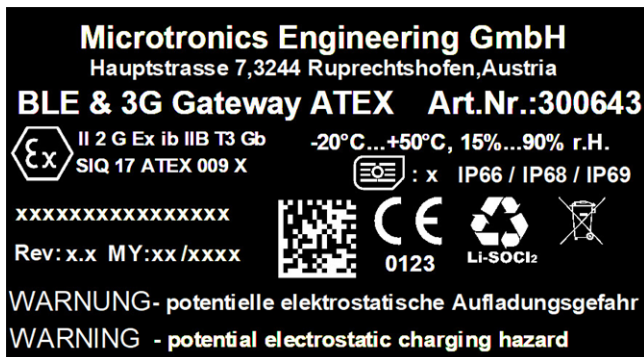 Microtronics Engineering GmbH
Hauptstrasse 7,3244 Ruprechtshofen,Austria
BLE & 3G Gateway ATEX Art.Nr.:300643
Ex II 2 G Ex ib IIB T3 Gb -20°C...+50°C, 15%...90% r.H.
SIQ 17 ATEX 009 X : x IP66 / IP68 / IP69
xxxxxxxxxxxxxxxx
Rev: x.x MY:xx/xxxx CE 0123 Li-SOCl₂
WARNUNG- potentielle elektrostatische Aufladungsgefahr
WARNING - potential electrostatic charging hazard